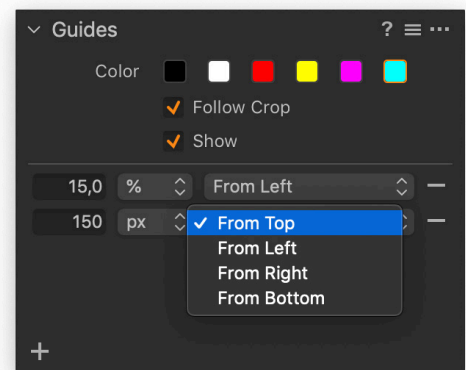 Guides ?
Color
Follow Crop
Show
15,0 % From Left
150 px From Top
From Left
From Right
From Bottom